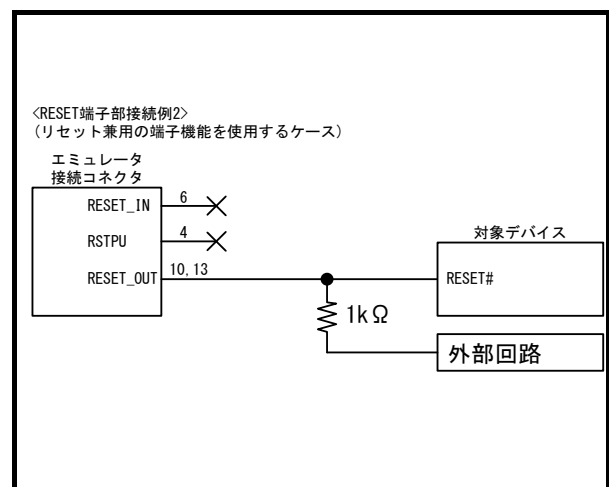 <RESET端子部接続例2>
(リセット兼用の端子機能を使用するケース)
エミュレータ
接続コネクタ
RESET_IN
6
RSTPU
4
RESET_OUT
10,13
対象デバイス
RESET#
1kΩ
外部回路